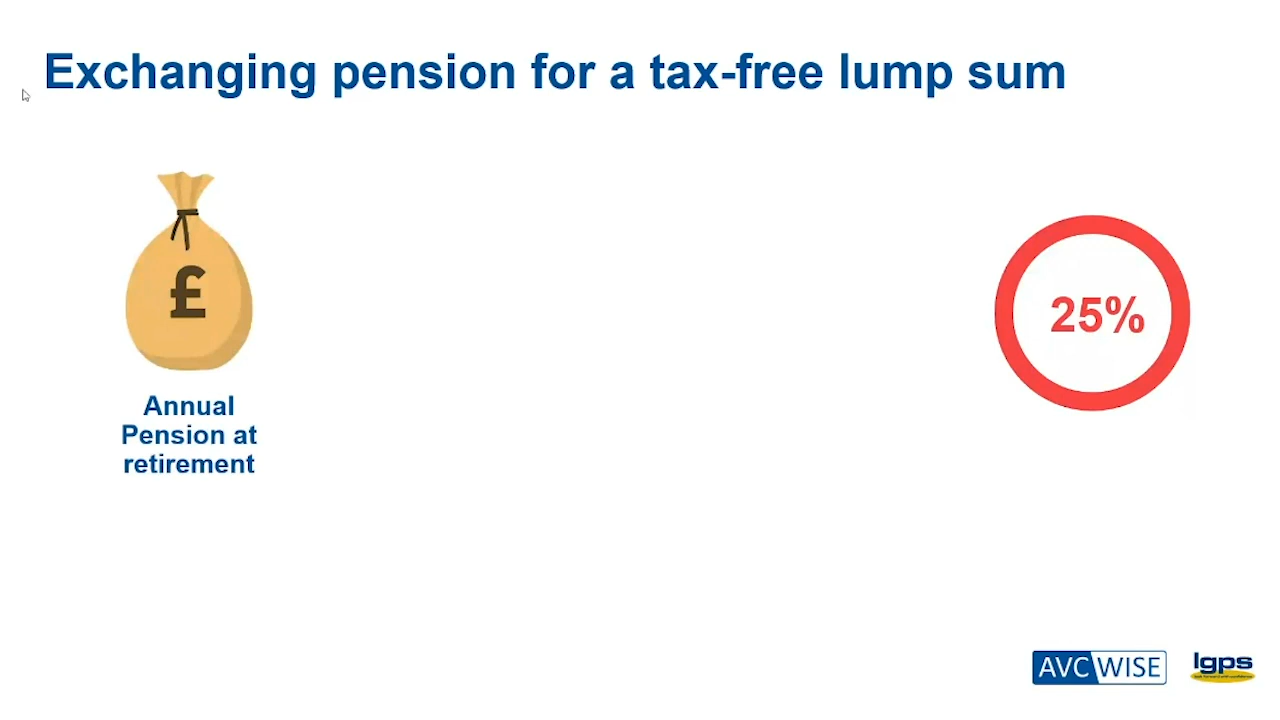 Exchanging pension for a tax-free lump sum
£
25%
Annual
Pension at
retirement
AVC WISE
lgps